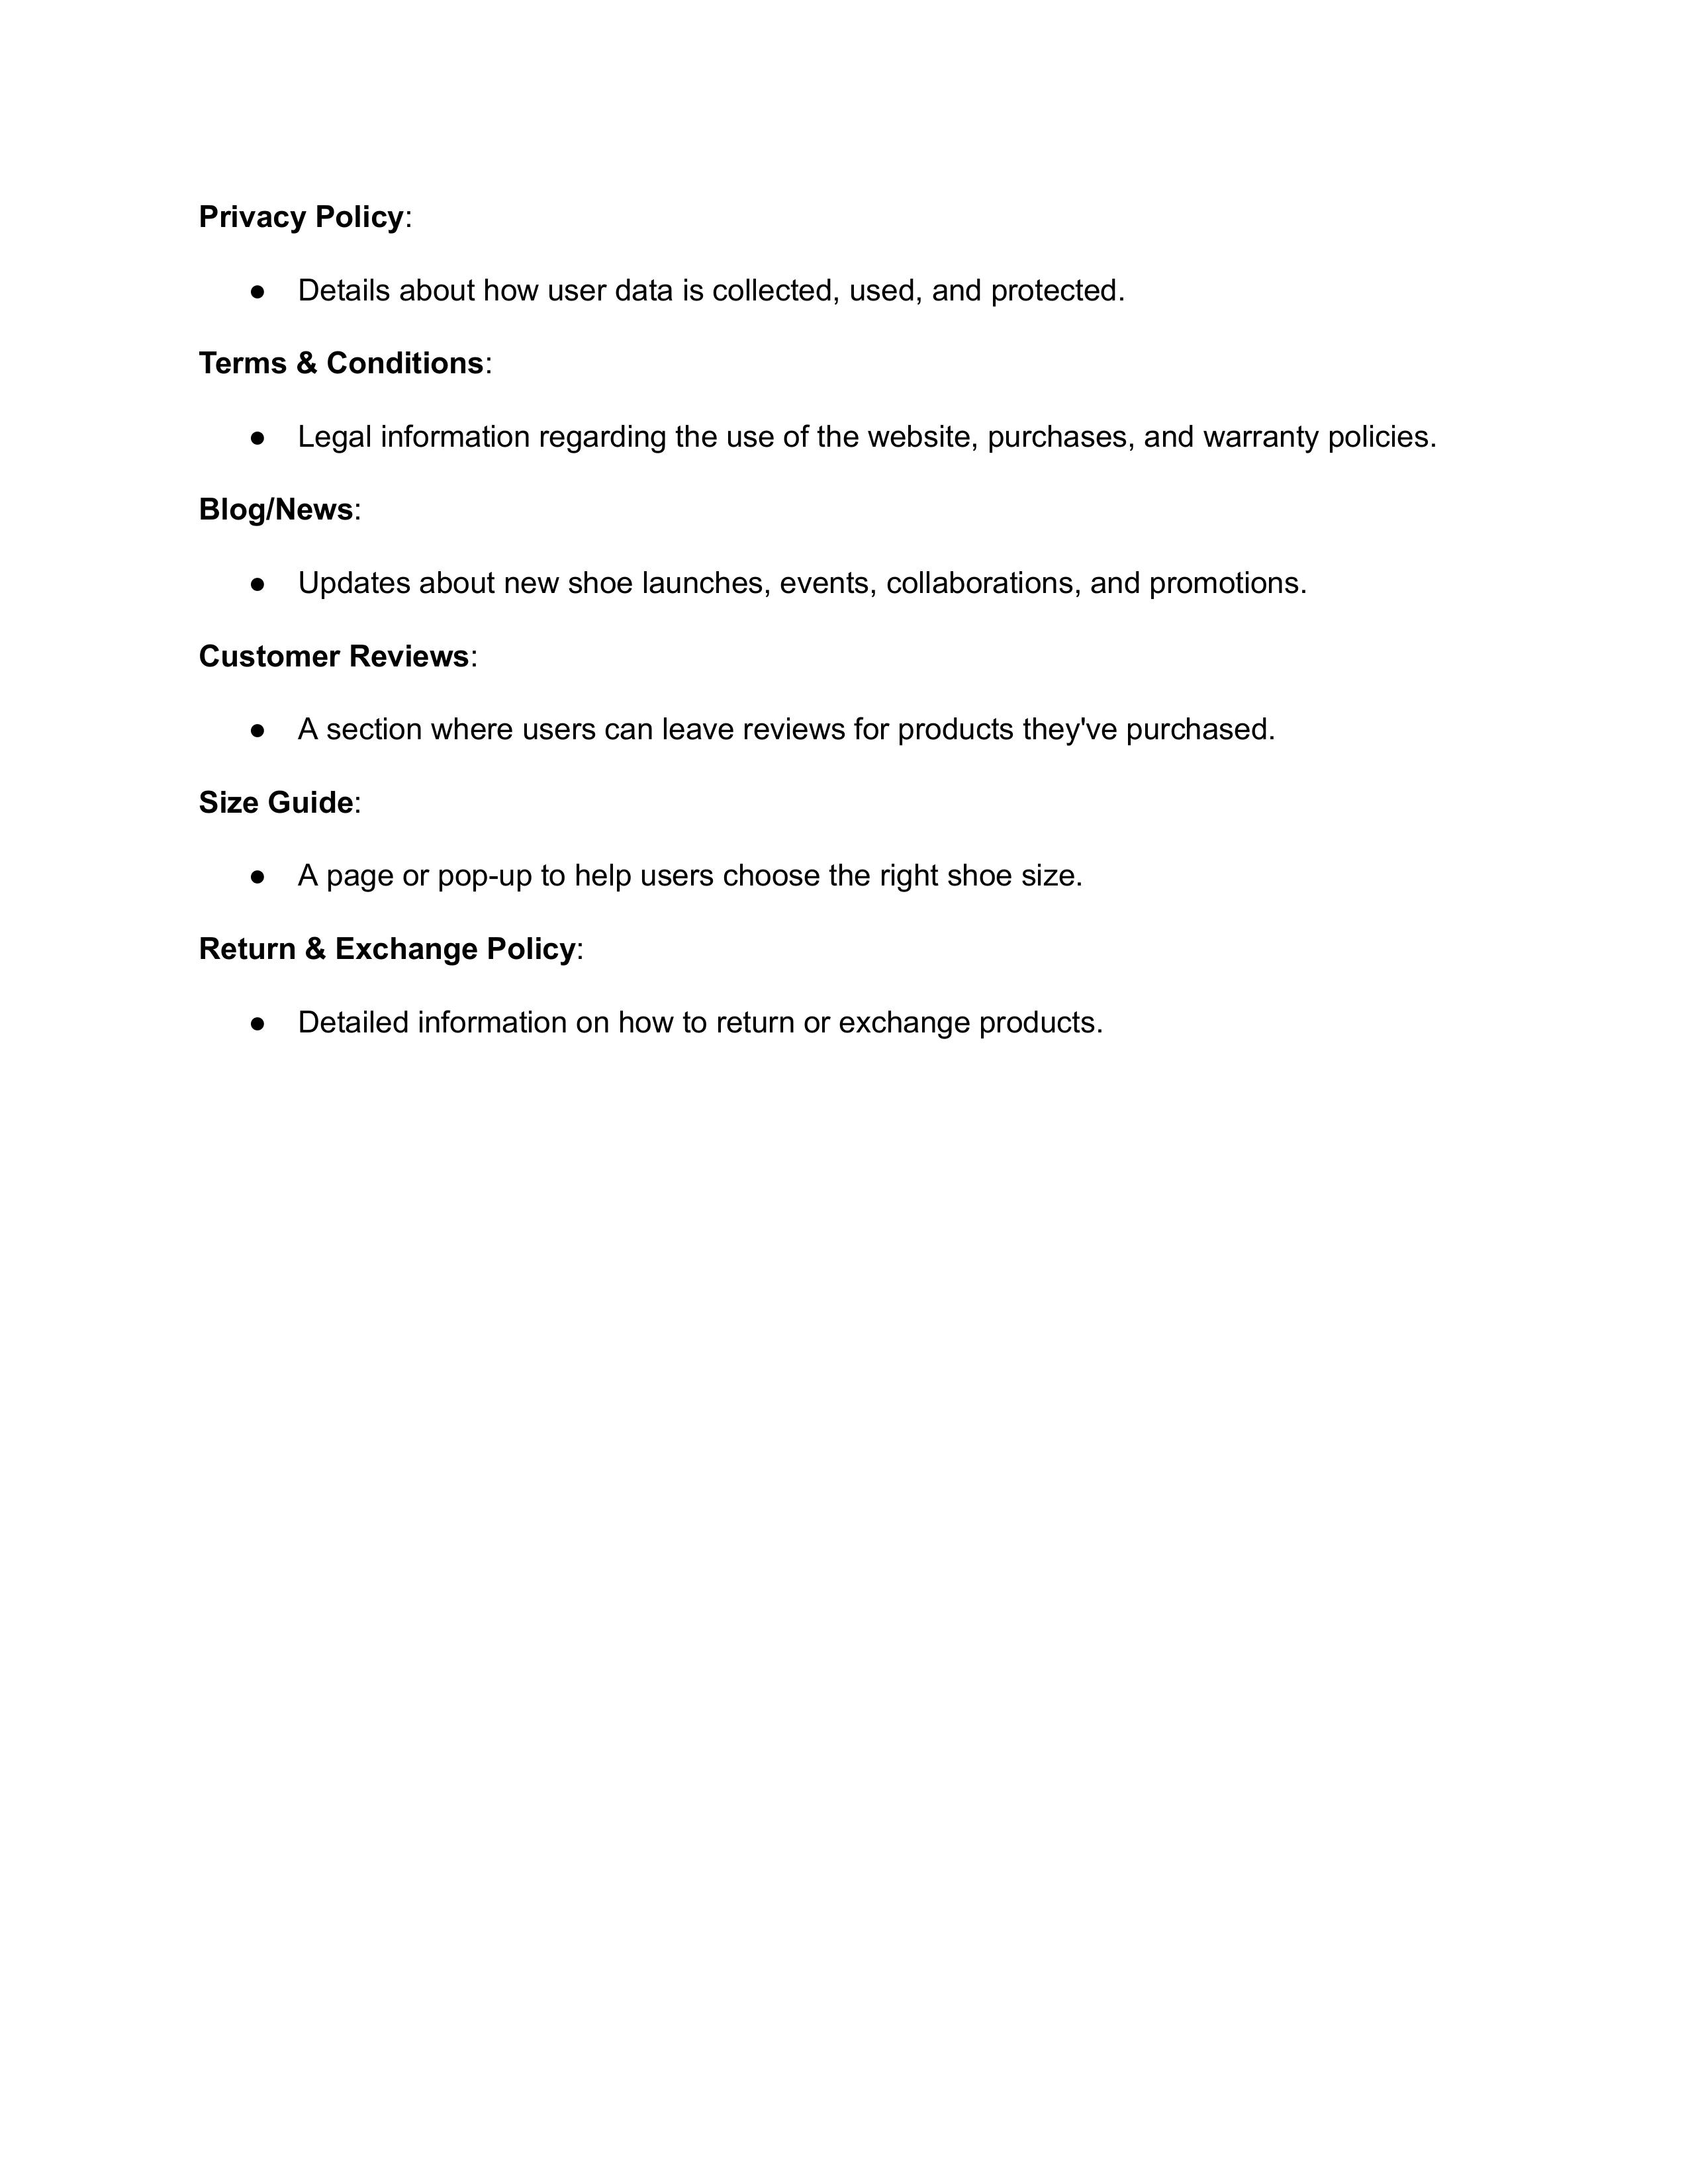 Privacy Policy:
● Details about how user data is collected, used, and protected.
Terms & Conditions:
● Legal information regarding the use of the website, purchases, and warranty policies.
Blog/News:
● Updates about new shoe launches, events, collaborations, and promotions.
Customer Reviews:
● A section where users can leave reviews for products they've purchased.
Size Guide:
● A page or pop-up to help users choose the right shoe size.
Return & Exchange Policy:
● Detailed information on how to return or exchange products.